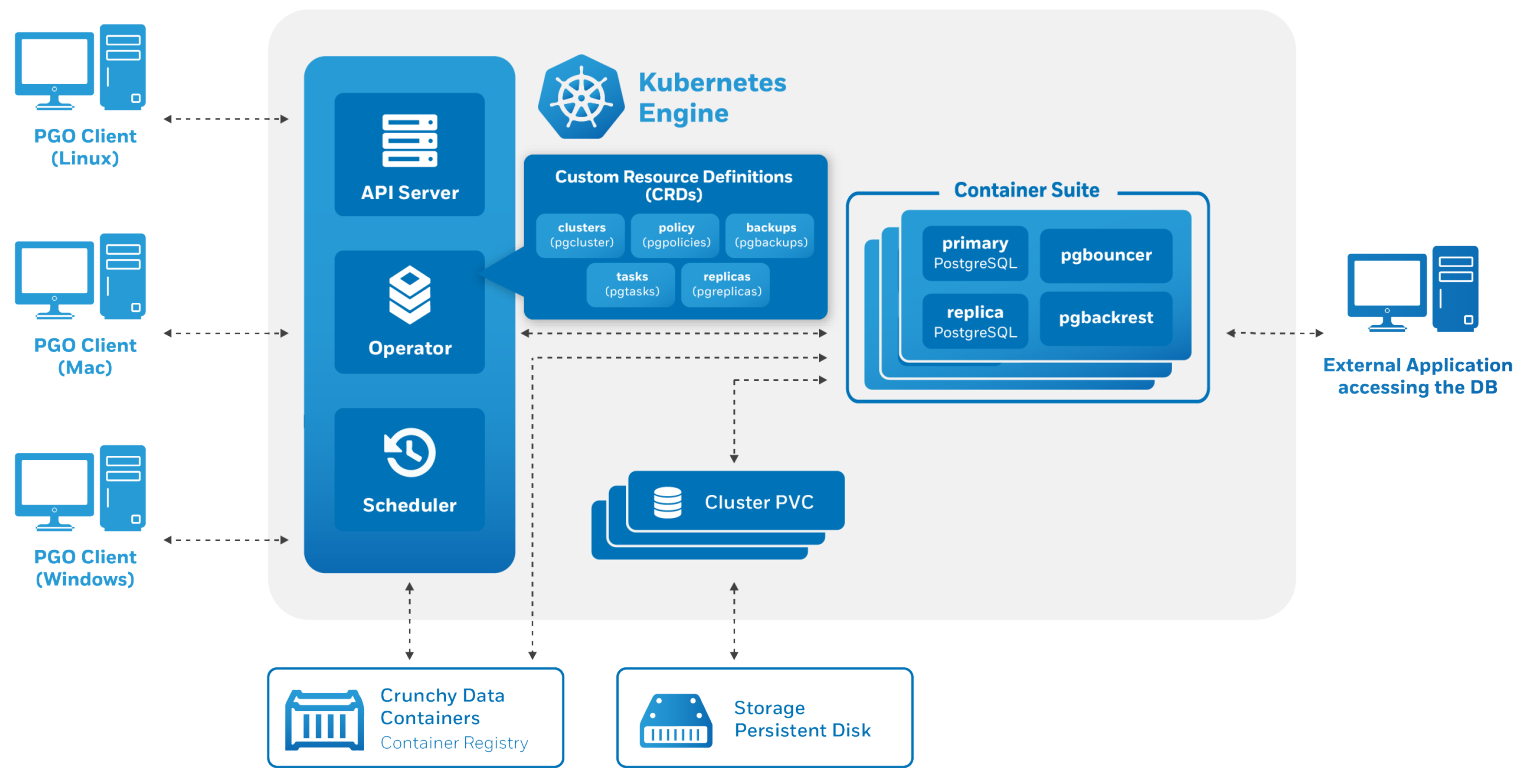 PGO Client
(Linux)
PGO Client
(Mac)
PGO Client
(Windows)
API Server
Operator
Scheduler
Kubernetes
Engine
Custom Resource Definitions
(CRDs)
clusters
(pgcluster)
policy
(pgpolicies)
backups
(pgbackups)
tasks
(pgtasks)
replicas
(pgreplicas)
Container Suite
primary
PostgreSQL
pgbouncer
replica
PostgreSQL
pgbackrest
Cluster PVC
External Application
accessing the DB
Crunchy Data
Containers
Container Registry
Storage
Persistent Disk